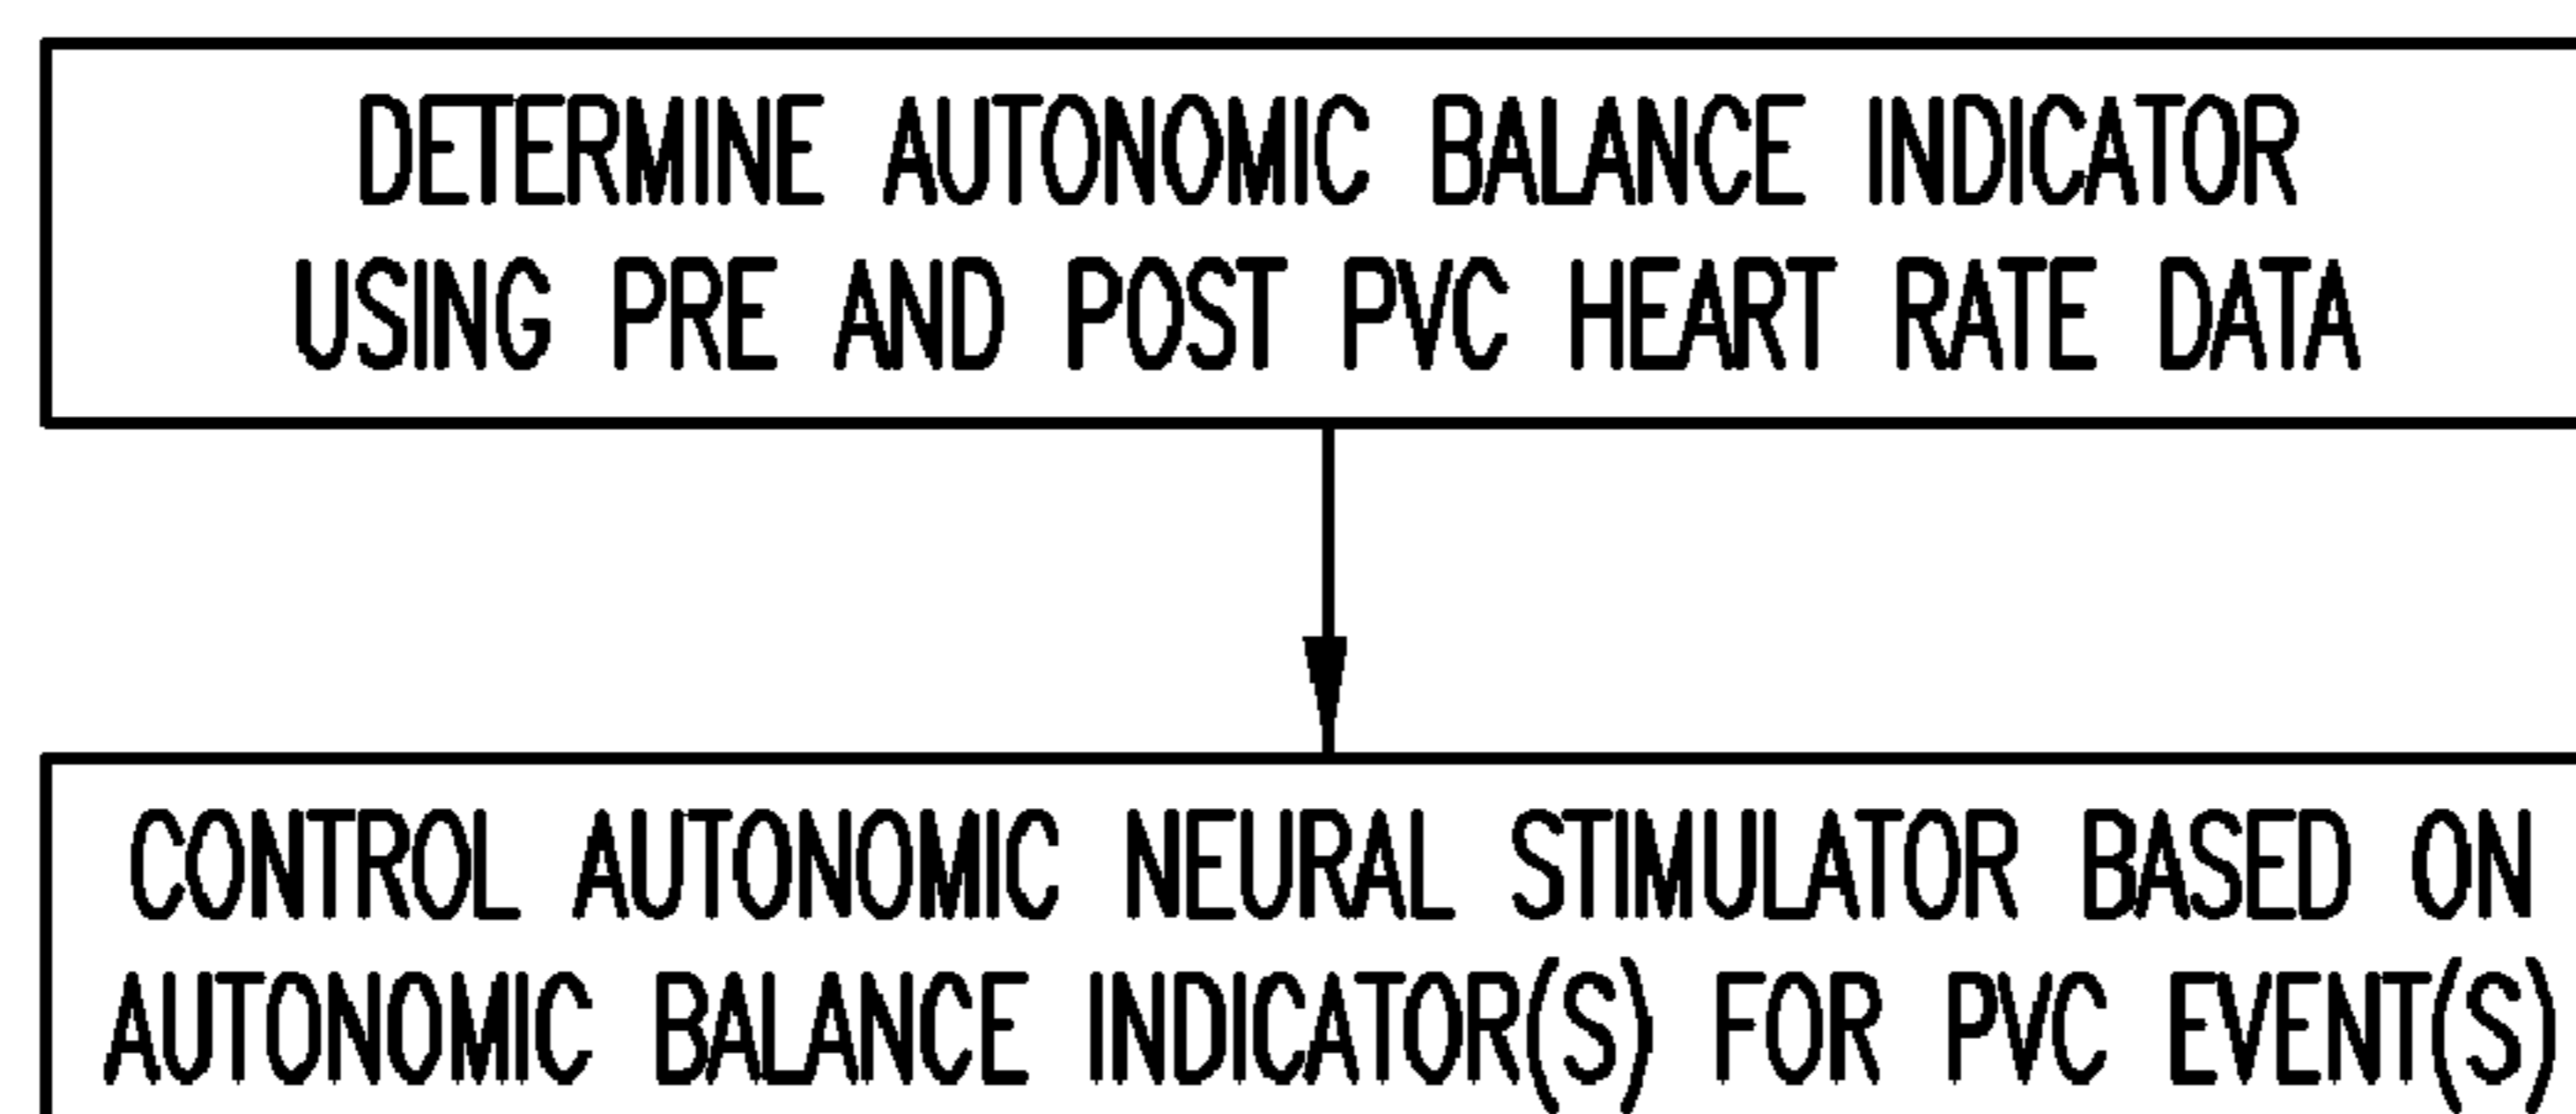 DETERMINE AUTONOMIC BALANCE INDICATOR
USING PRE AND POST PVC HEART RATE DATA
CONTROL AUTONOMIC NEURAL STIMULATOR BASED ON
AUTONOMIC BALANCE INDICATOR(S) FOR PVC EVENT(S)